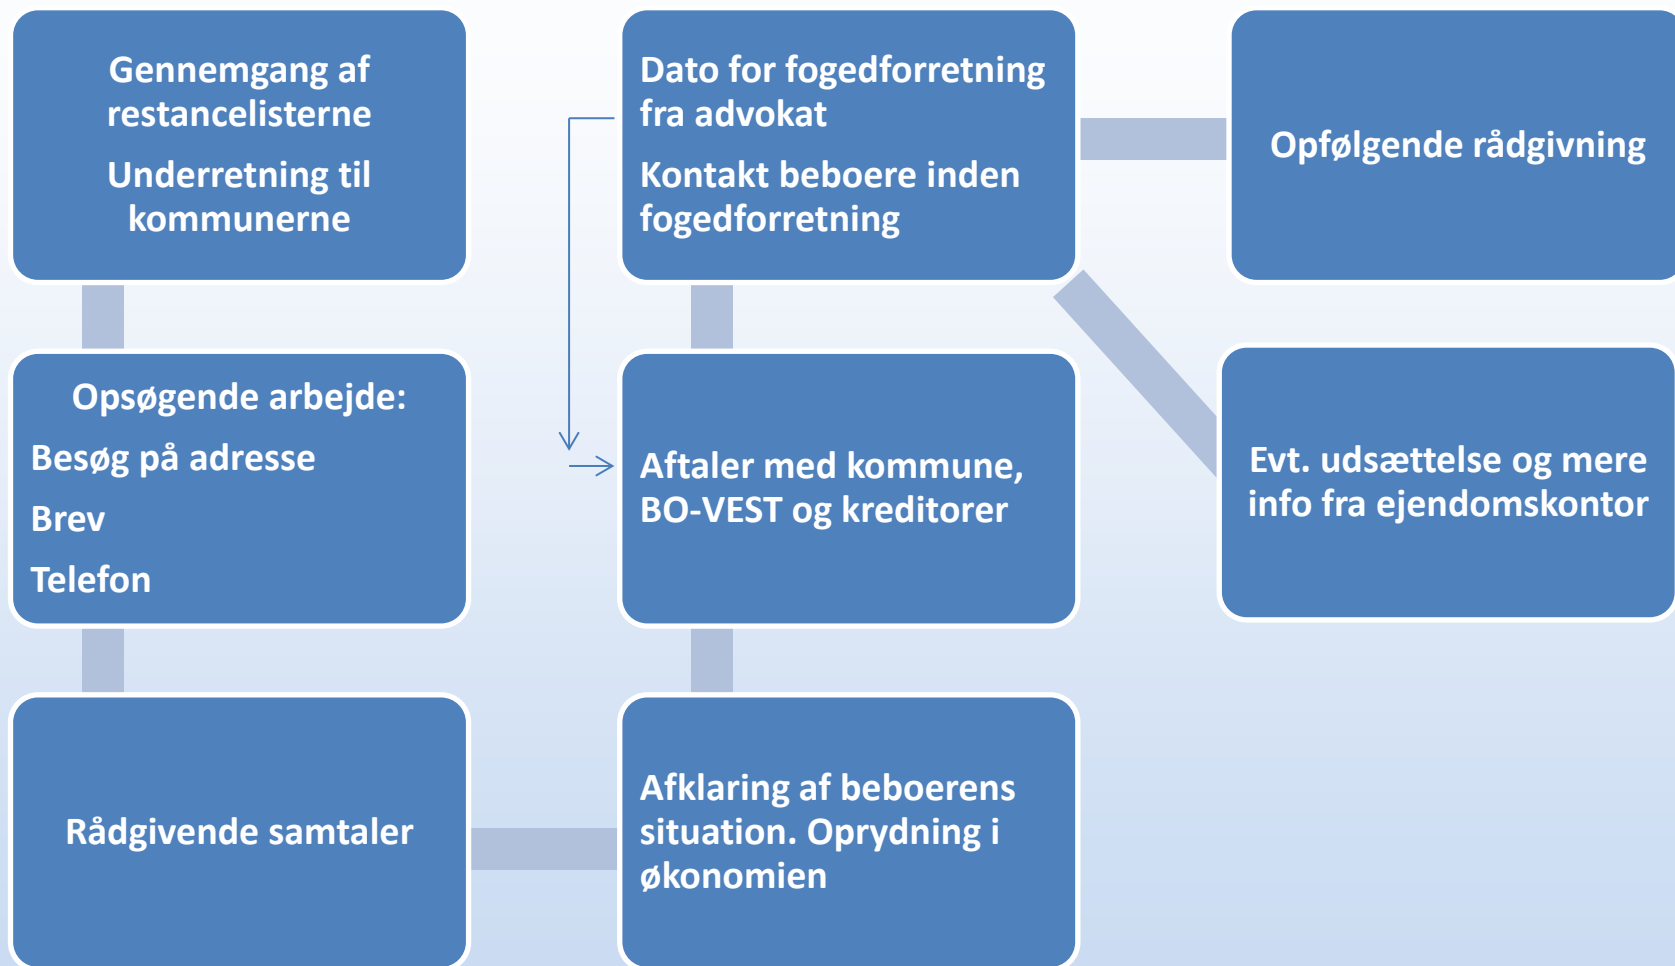 Gennemgang af
restancelisterne
Underretning til
kommunerne
Opsøgende arbejde:
Besøg på adresse
Brev
Telefon
Rådgivende samtaler
Afklaring af beboerens
situation. Oprydning i
økonomien
Aftaler med kommune,
BO-VEST og kreditorer
Dato for fogedforretning
fra advokat
Kontakt beboere inden
fogedforretning
Opfølgende rådgivning
Evt. udsættelse og mere
info fra ejendomskontor